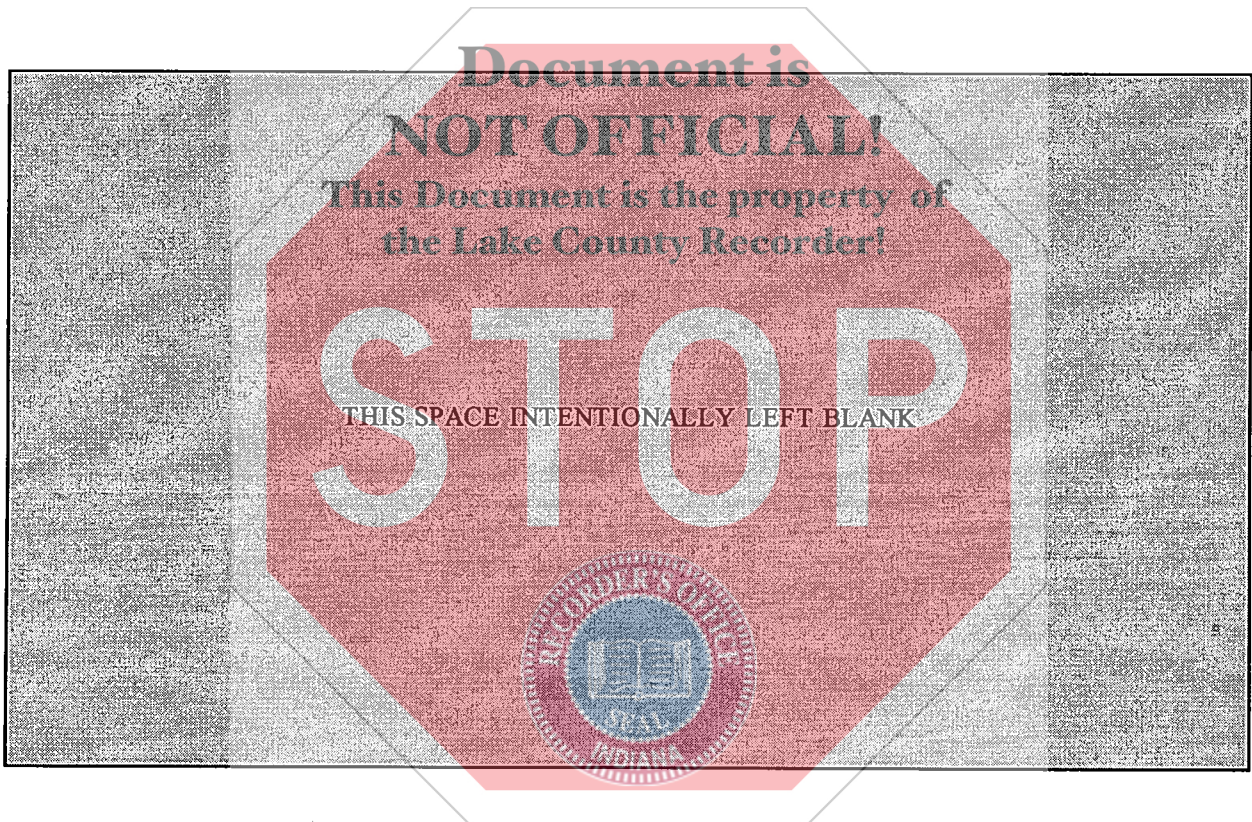 Document is
NOT OFFICIAL!
This Document is the property of
the Lake County Recorder!
STOP
THIS SPACE INTENTIONALLY LEFT BLANK
RECORDER'S OFFICE
SEAL
INDIANA